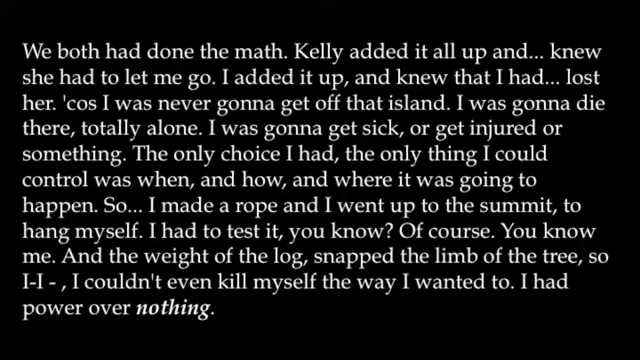 We both had done the math. Kelly added it all up and... knew
she had to let me go. I added it up, and knew that I had... lost
her. 'cos I was never gonna get off that island. I was gonna die
there, totally alone. I was gonna get sick, or get injured or
something. The only choice I had, the only thing I could
control was when, and how, and where it was going to
happen. So... I made a rope and I went up to the summit, to
hang myself. I had to test it, you know? Of course. You know
me. And the weight of the log, snapped the limb of the tree, so
I-I - , I couldn't even kill myself the way I wanted to. I had
power over nothing.